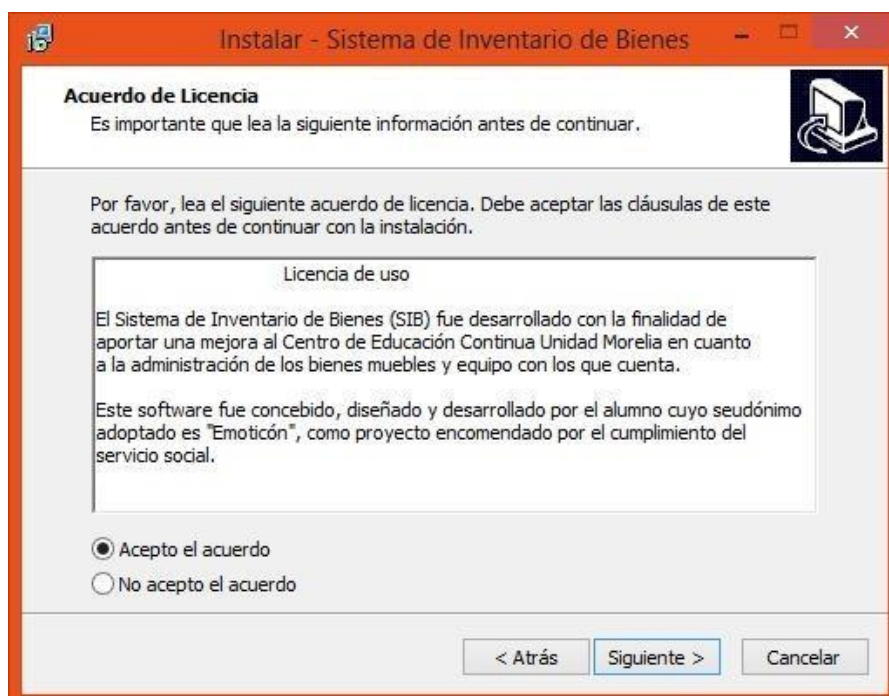 Instalar - Sistema de Inventario de Bienes
Acuerdo de Licencia
Es importante que lea la siguiente información antes de continuar.
Por favor, lea el siguiente acuerdo de licencia. Debe aceptar las cláusulas de este
acuerdo antes de continuar con la instalación.
Licencia de uso
El Sistema de Inventario de Bienes (SIB) fue desarrollado con la finalidad de
aportar una mejora al Centro de Educación Continua Unidad Morelia en cuanto
a la administración de los bienes muebles y equipo con los que cuenta.
Este software fue concebido, diseñado y desarrollado por el alumno cuyo seudónimo
adoptado es "Emoticón", como proyecto encomendado por el cumplimiento del
servicio social.
Acepto el acuerdo
No acepto el acuerdo
< Atrás Siguiente > Cancelar